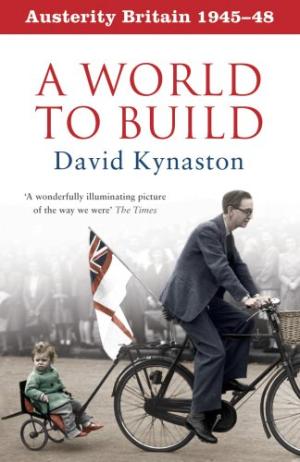 Austerity Britain 1945–48
A WORLD
TO BUILD
David Kynaston
‘A wonderfully illuminating picture
of the way we were’ The Times